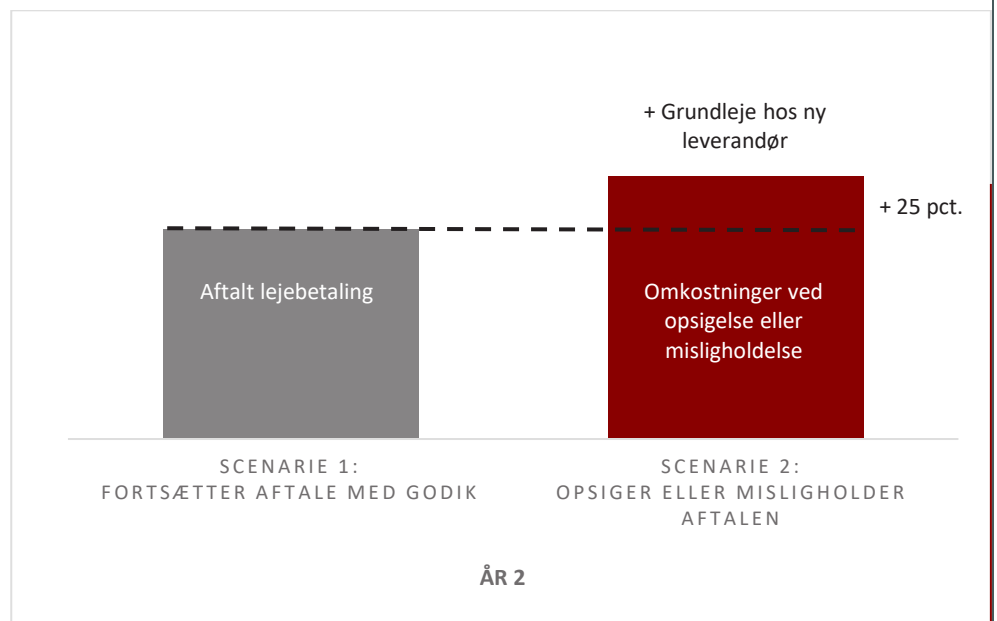 + Grundleje hos ny
leverandør
+ 25 pct.
Aftalt lejebetaling
Omkostninger ved
opsigelse eller
misligholdelse
SCENARIE 1:
FORTSÆTTER AFTALE MED GODIK
SCENARIE 2:
OPSIGER ELLER MISLIGHOLDER
AFTALEN
ÅR 2